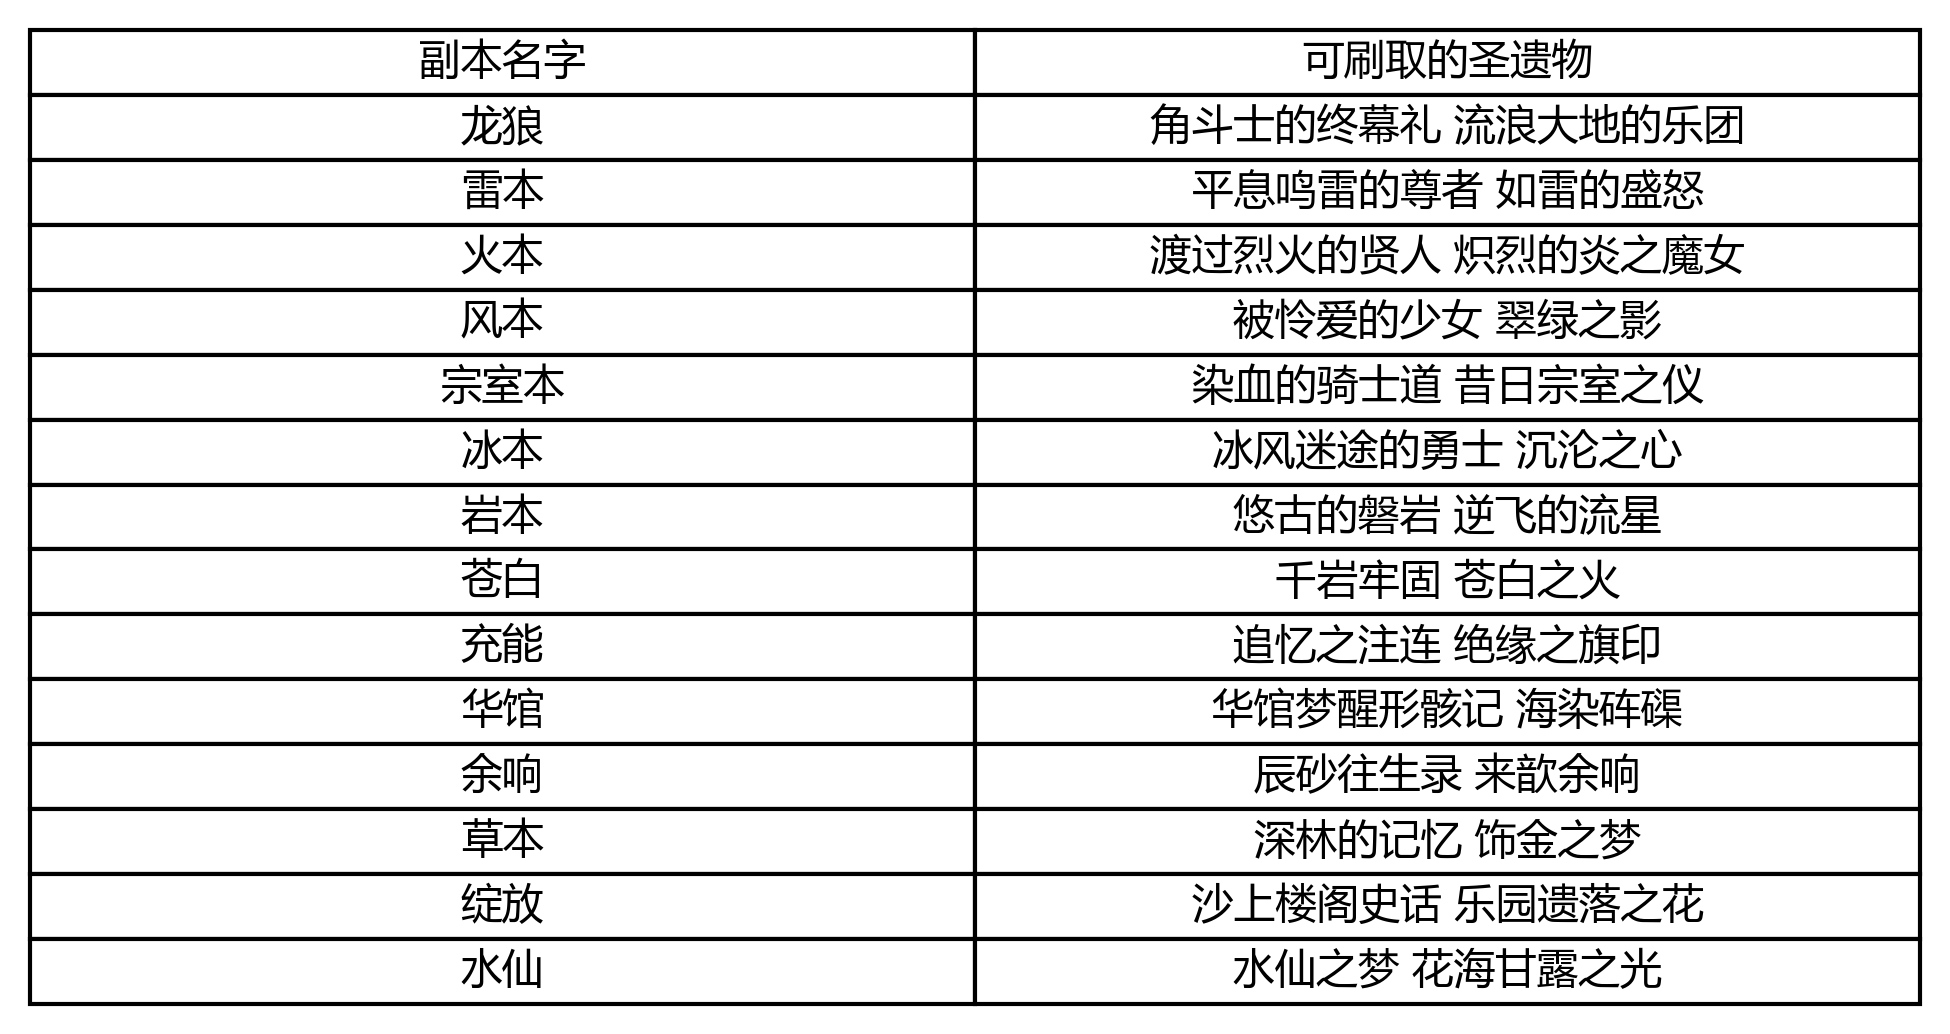 副本名字 可刷取的圣遗物
龙狼 角斗士的终幕礼 流浪大地的乐团
雷本 平息鸣雷的尊者 如雷的盛怒
火本 渡过烈火的贤人 炽烈的炎之魔女
风本 被怜爱的少女 翠绿之影
宗室本 染血的骑士道 昔日宗室之仪
冰本 冰风迷途的勇士 沉沦之心
岩本 悠古的磐岩 逆飞的流星
苍白 千岩牢固 苍白之火
充能 追忆之注连 绝缘之旗印
华馆 华馆梦醒形骸记 海染砗磲
余响 辰砂往生录 来歆余响
草本 深林的记忆 饰金之梦
绽放 沙上楼阁史话 乐园遗落之花
水仙 水仙之梦 花海甘露之光